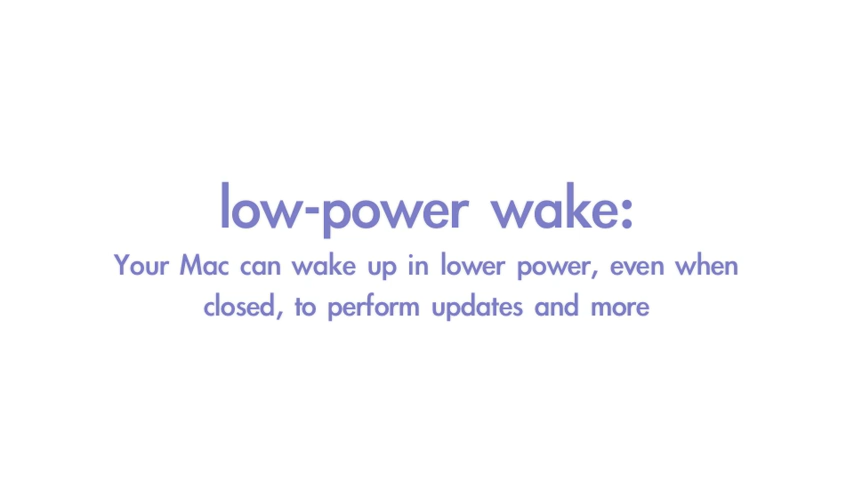 low-power wake:
Your Mac can wake up in lower power, even when
closed, to perform updates and more